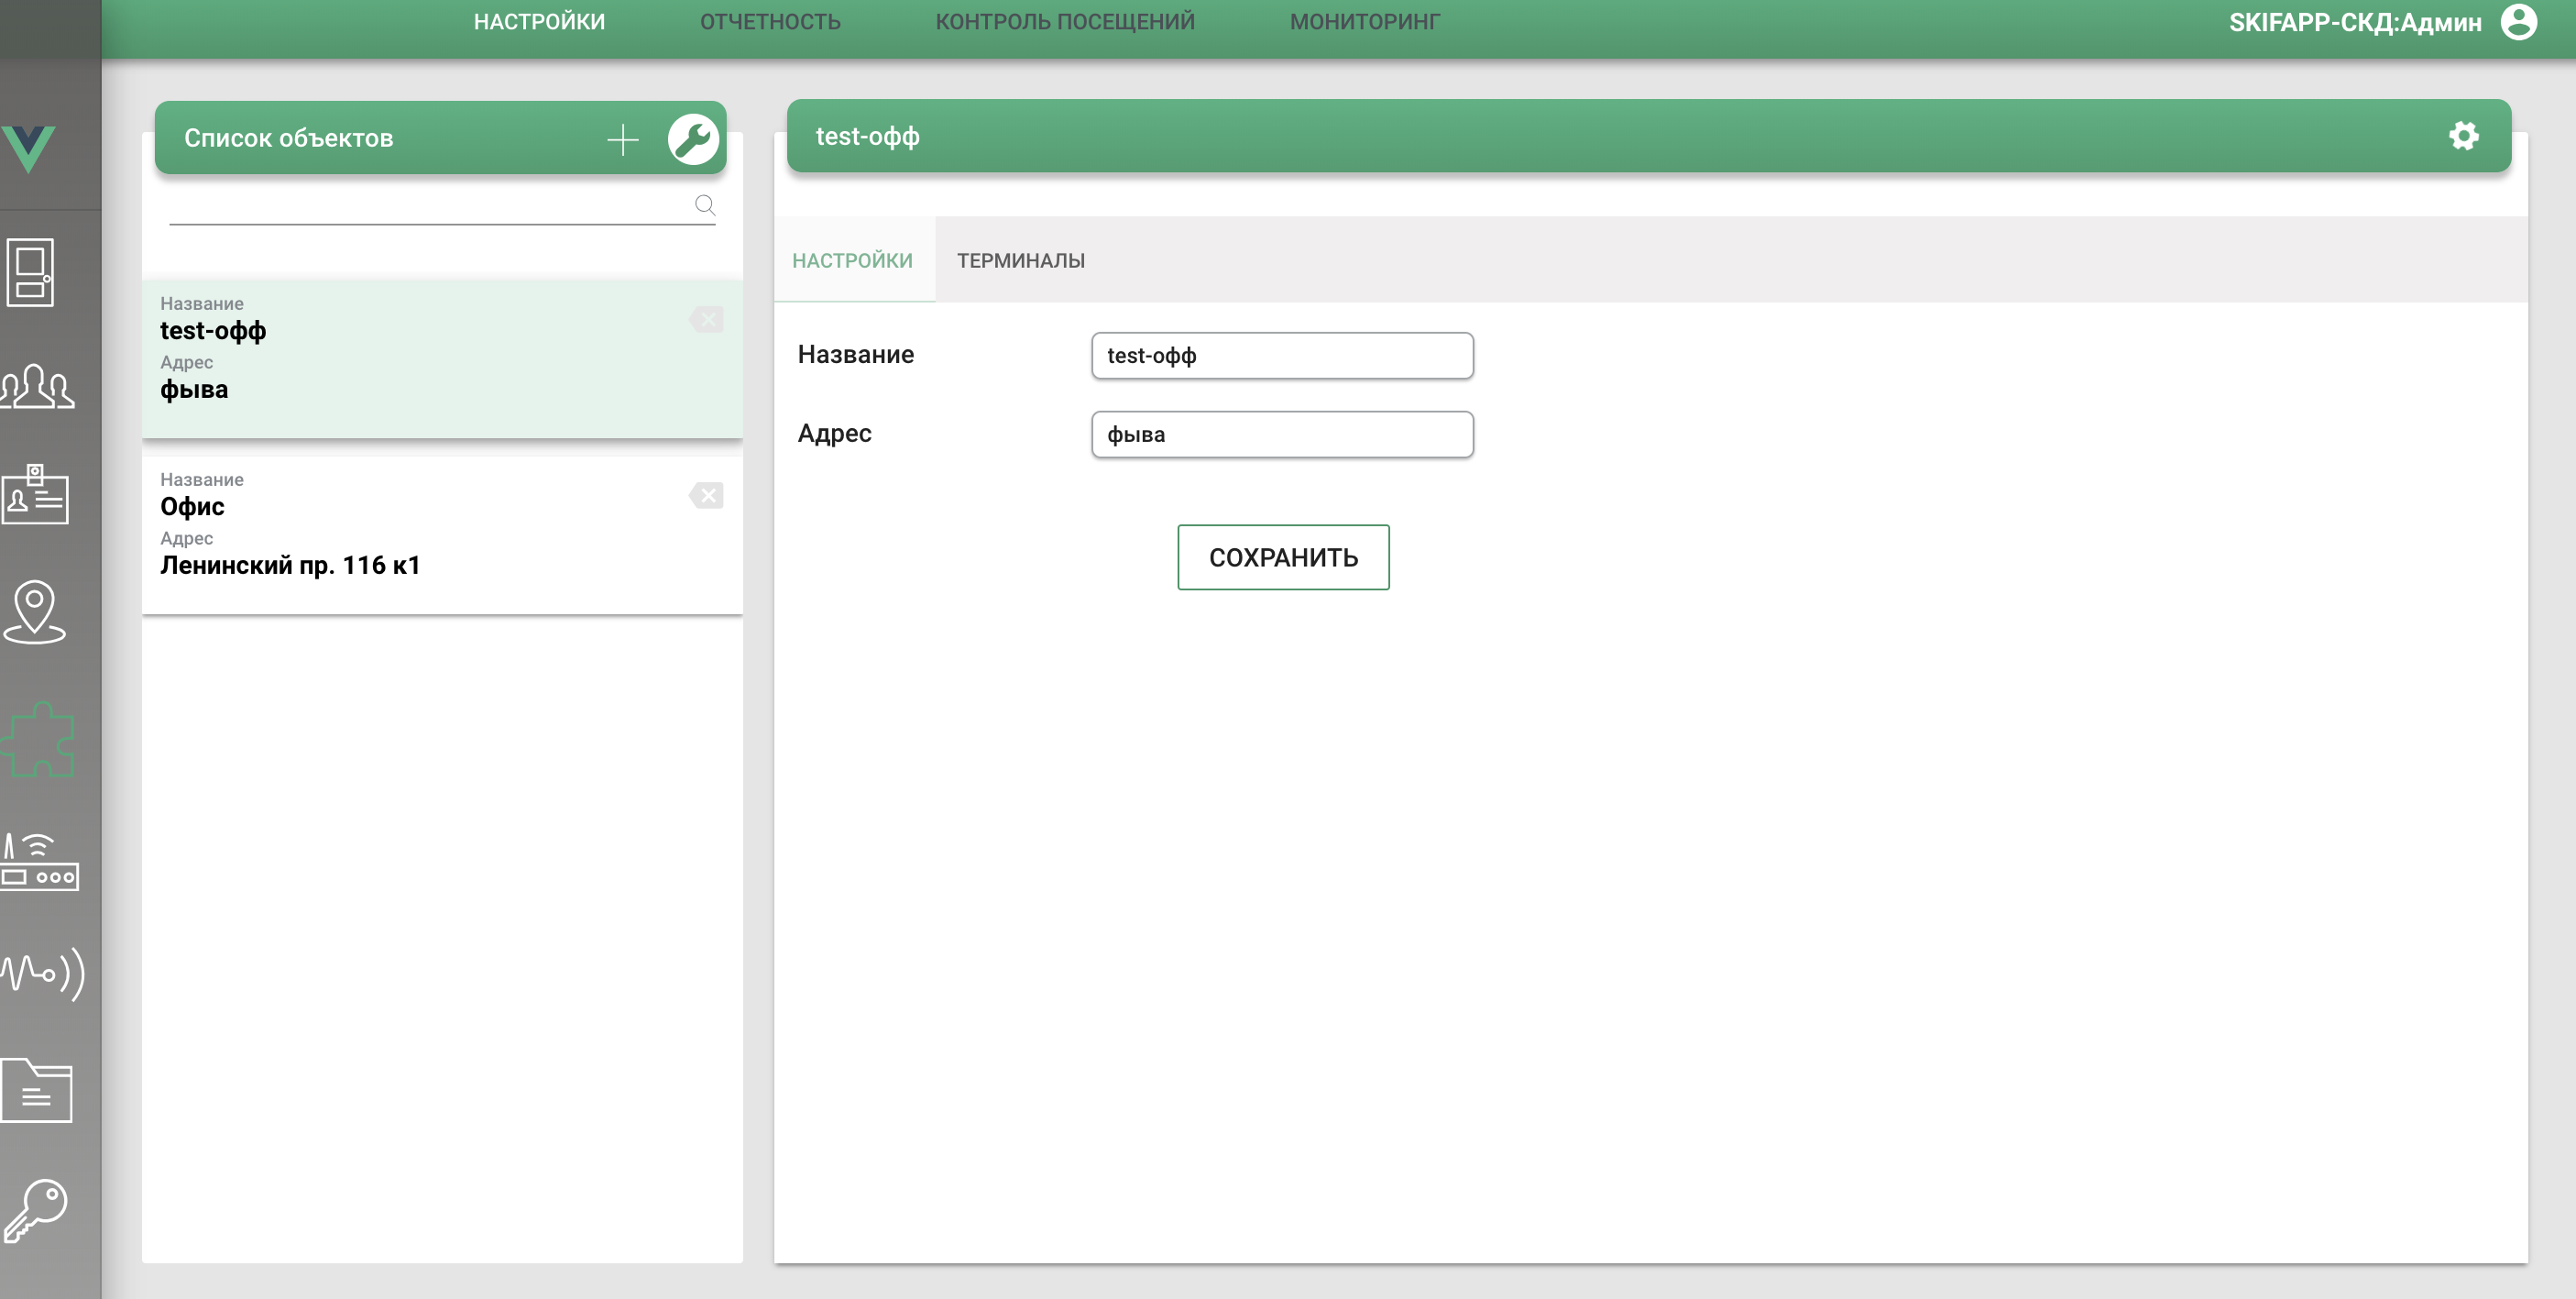 НАСТРОЙКИ ОТЧЕТНОСТЬ КОНТРОЛЬ ПОСЕЩЕНИЙ МОНИТОРИНГ SKIFAPP-СКД:Админ
Список объектов
Название
test-офф
Адрес
фыва
Название
Офис
Адрес
Ленинский пр. 116 к1
test-офф
НАСТРОЙКИ ТЕРМИНАЛЫ
Название test-офф
Адрес фыва
СОХРАНИТЬ